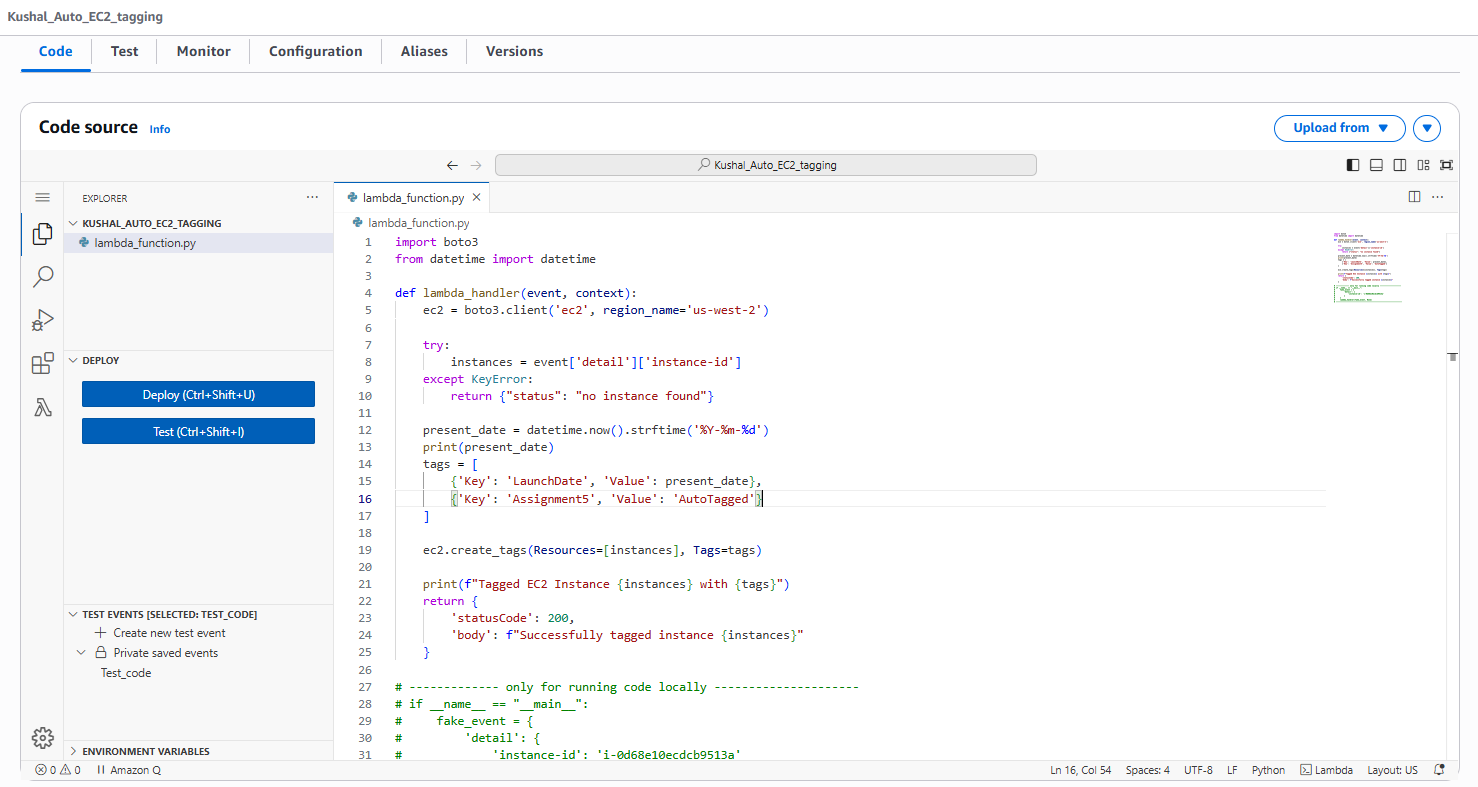 Kushal_Auto_EC2_tagging
Code Test Monitor Configuration Aliases Versions
Code source Info
Upload from
Kushal_Auto_EC2_tagging
EXPLORER
KUSHAL_AUTO_EC2_TAGGING
lambda_function.py
DEPLOY
Deploy (Ctrl+Shift+U)
Test (Ctrl+Shift+I)
TEST EVENTS [SELECTED: TEST_CODE]
Create new test event
Private saved events
Test_code
ENVIRONMENT VARIABLES
lambda_function.py
lambda_function.py
1 import boto3
2 from datetime import datetime
3
4 def lambda_handler(event, context):
5     ec2 = boto3.client('ec2', region_name='us-west-2')
6
7     try:
8         instances = event['detail']['instance-id']
9     except KeyError:
10         return {"status": "no instance found"}
11
12     present_date = datetime.now().strftime('%Y-%m-%d')
13     print(present_date)
14     tags = [
15         {'Key': 'LaunchDate', 'Value': present_date},
16         {'Key': 'Assignment5', 'Value': 'AutoTagged'}
17     ]
18
19     ec2.create_tags(Resources=[instances], Tags=tags)
20
21     print(f"Tagged EC2 Instance {instances} with {tags}")
22     return {
23         'statusCode': 200,
24         'body': f"Successfully tagged instance {instances}"
25     }
26
27 # ------------- only for running code locally ---------------------
28 # if __name__ == "__main__":
29 #     fake_event = {
30 #         'detail': {
31 #             'instance-id': 'i-0d68e10ecdcb9513a'
0 0 Amazon Q
Ln 16, Col 54 Spaces: 4 UTF-8 LF Python Lambda Layout: US